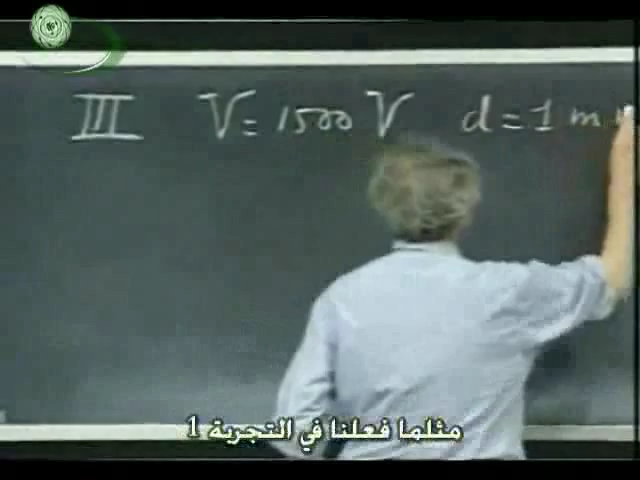 III V = 1500 V d = 1 m
مثلما فعلنا في التجربة 1